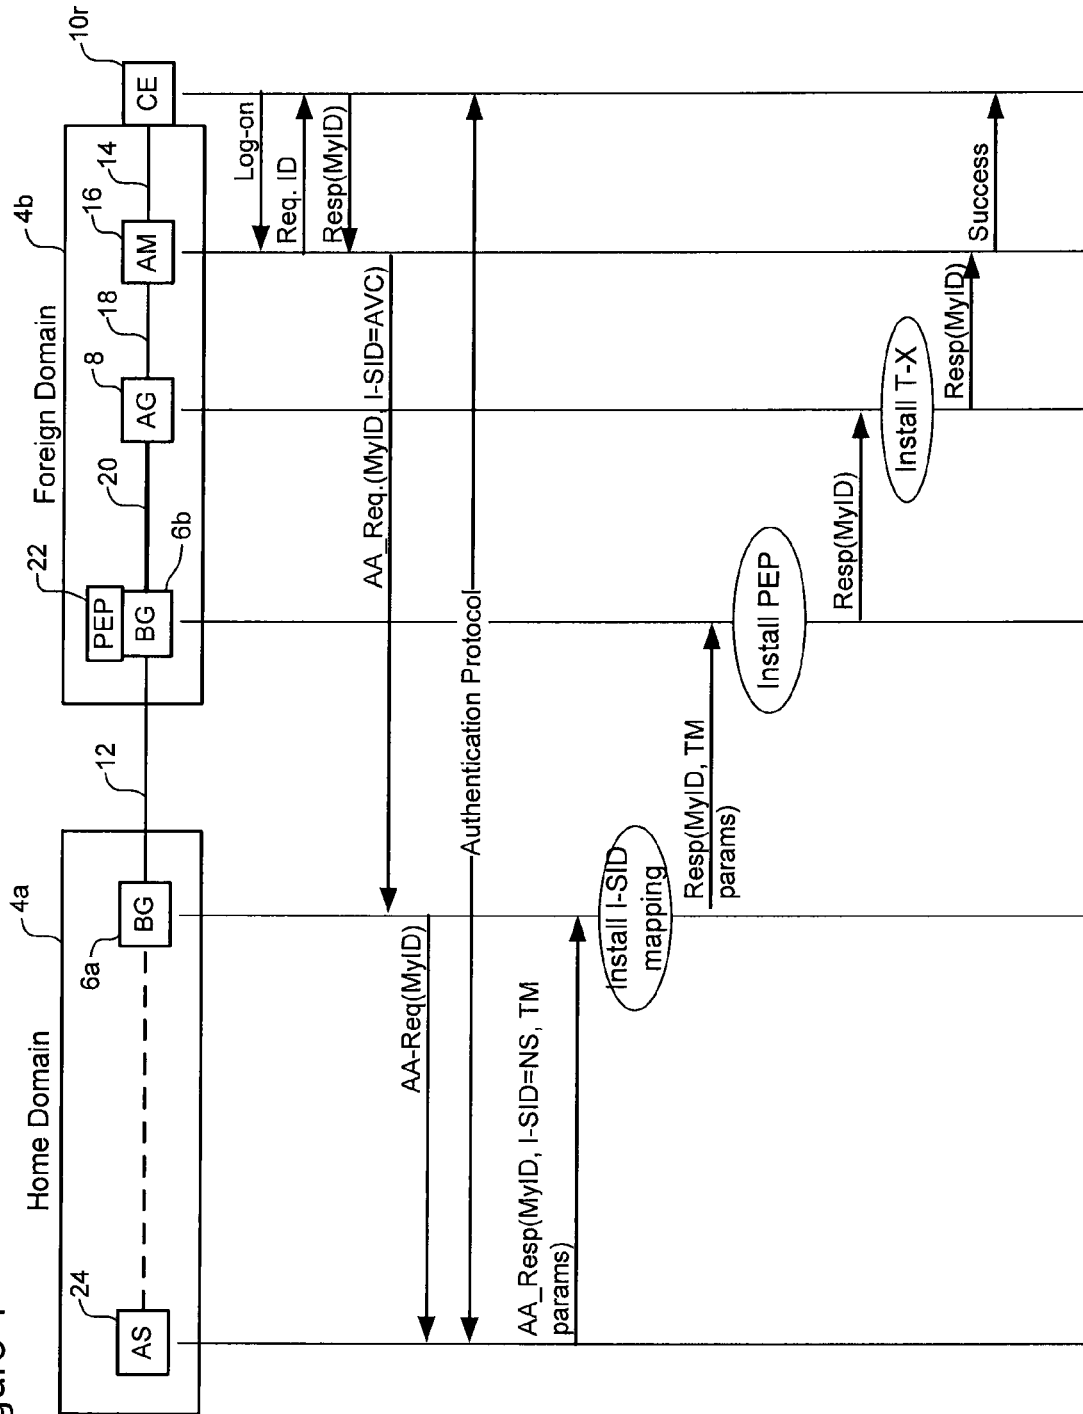 Home Domain
4a
24
AS
6a
BG
12
Foreign Domain
4b
22
PEP
BG
6b
20
8
AG
18
16
AM
14
CE
10r
Log-on
Req. ID
Resp(MyID)
AA_Req.(MyID, I-SID=AVC)
AA-Req(MyID)
Authentication Protocol
AA_Resp(MyID, I-SID=NS, TM
params)
Install I-SID
mapping
Resp(MyID, TM
params)
Install PEP
Resp(MyID)
Install T-X
Resp(MyID)
Success